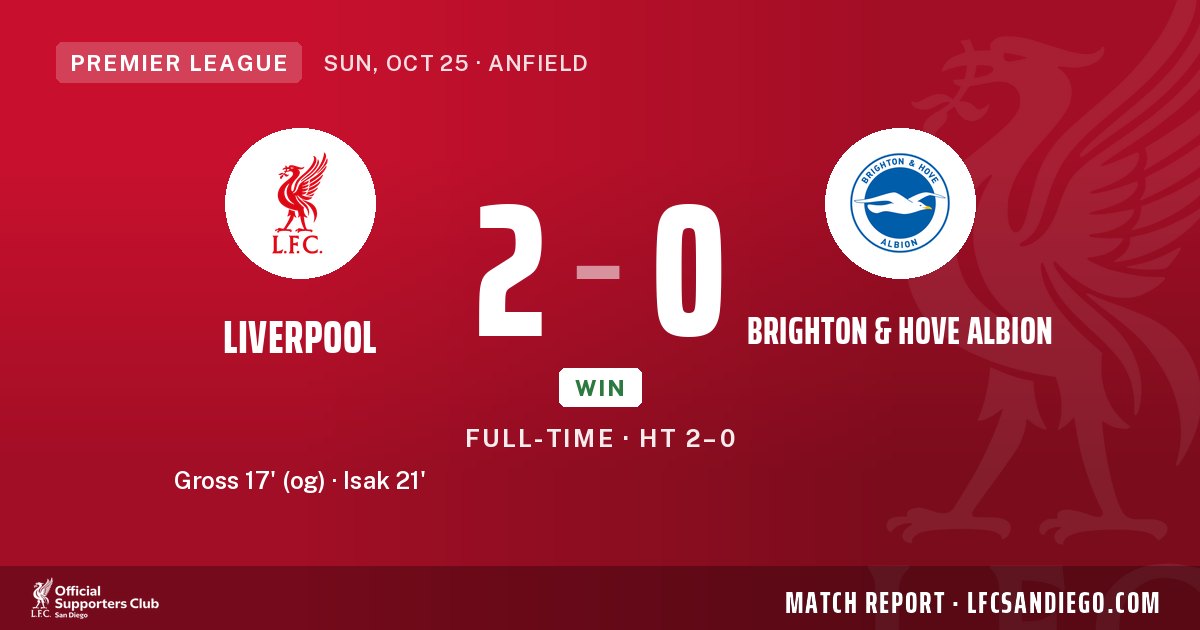 PREMIER LEAGUE SUN, OCT 25 · ANFIELD
L.F.C.
BRIGHTON & HOVE
ALBION
2 - 0
LIVERPOOL
BRIGHTON & HOVE ALBION
WIN
FULL-TIME · HT 2–0
Gross 17' (og) · Isak 21'
L.F.C.
Official
Supporters Club
San Diego
MATCH REPORT · LFCSANDIEGO.COM